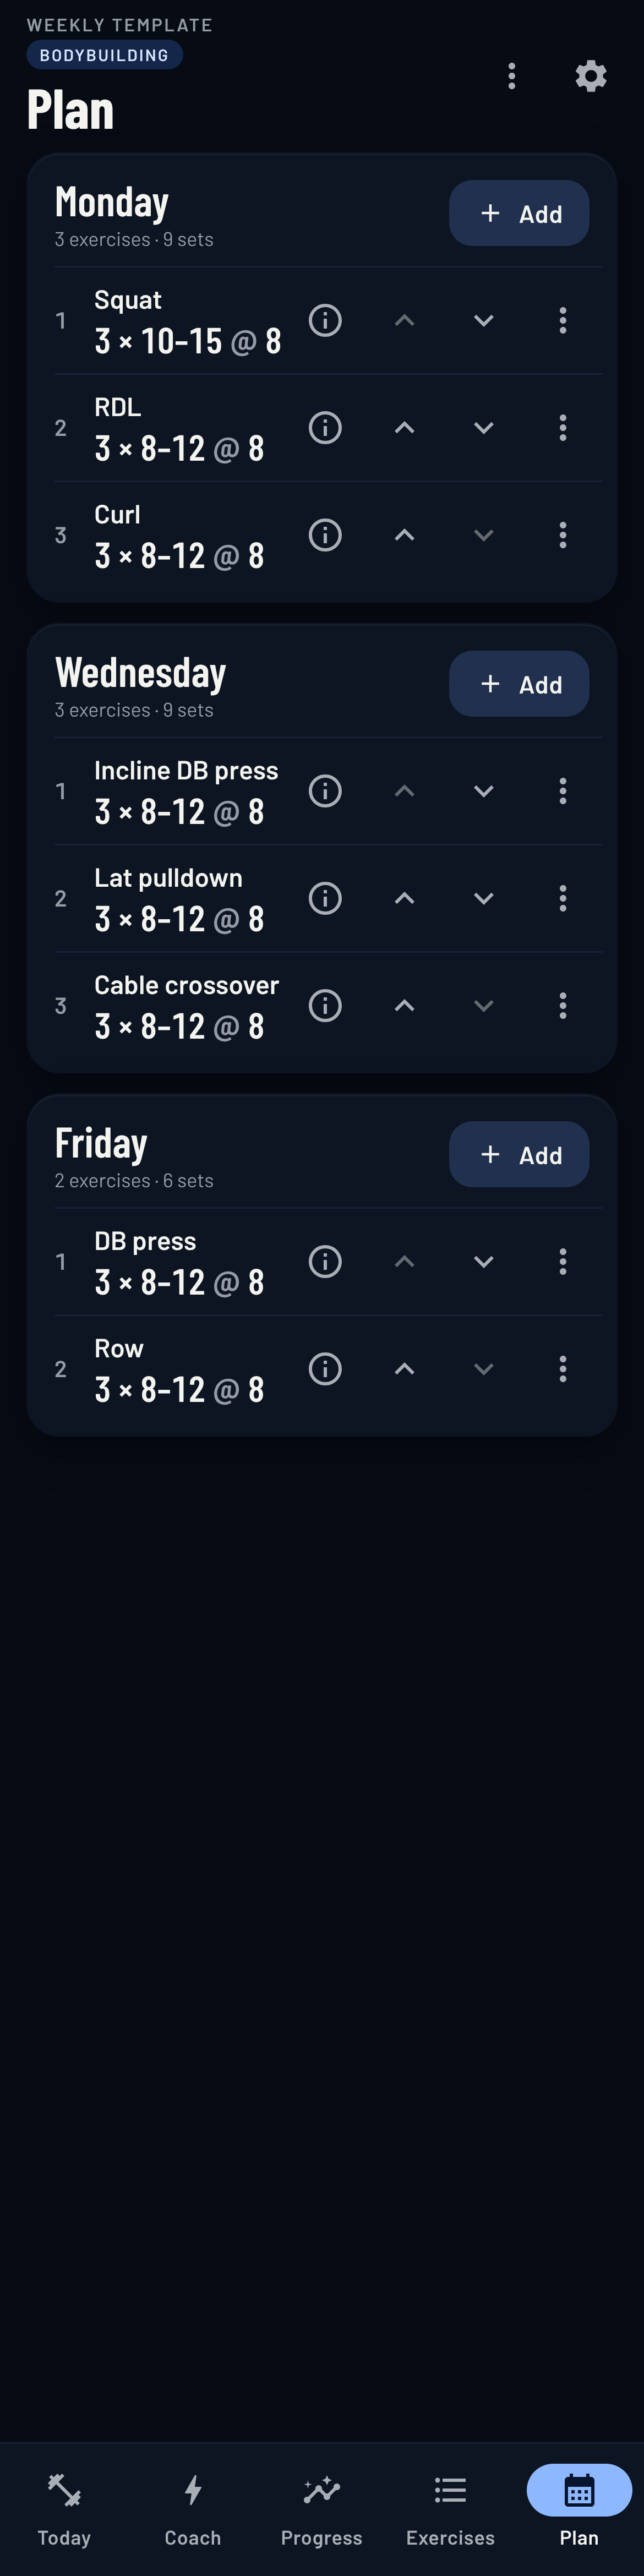 WEEKLY TEMPLATE
BODYBUILDING
Plan
Monday
3 exercises · 9 sets
+ Add
1
Squat
3 × 10–15 @ 8
2
RDL
3 × 8–12 @ 8
3
Curl
3 × 8–12 @ 8
Wednesday
3 exercises · 9 sets
+ Add
1
Incline DB press
3 × 8–12 @ 8
2
Lat pulldown
3 × 8–12 @ 8
3
Cable crossover
3 × 8–12 @ 8
Friday
2 exercises · 6 sets
+ Add
1
DB press
3 × 8–12 @ 8
2
Row
3 × 8–12 @ 8
Today Coach Progress Exercises Plan